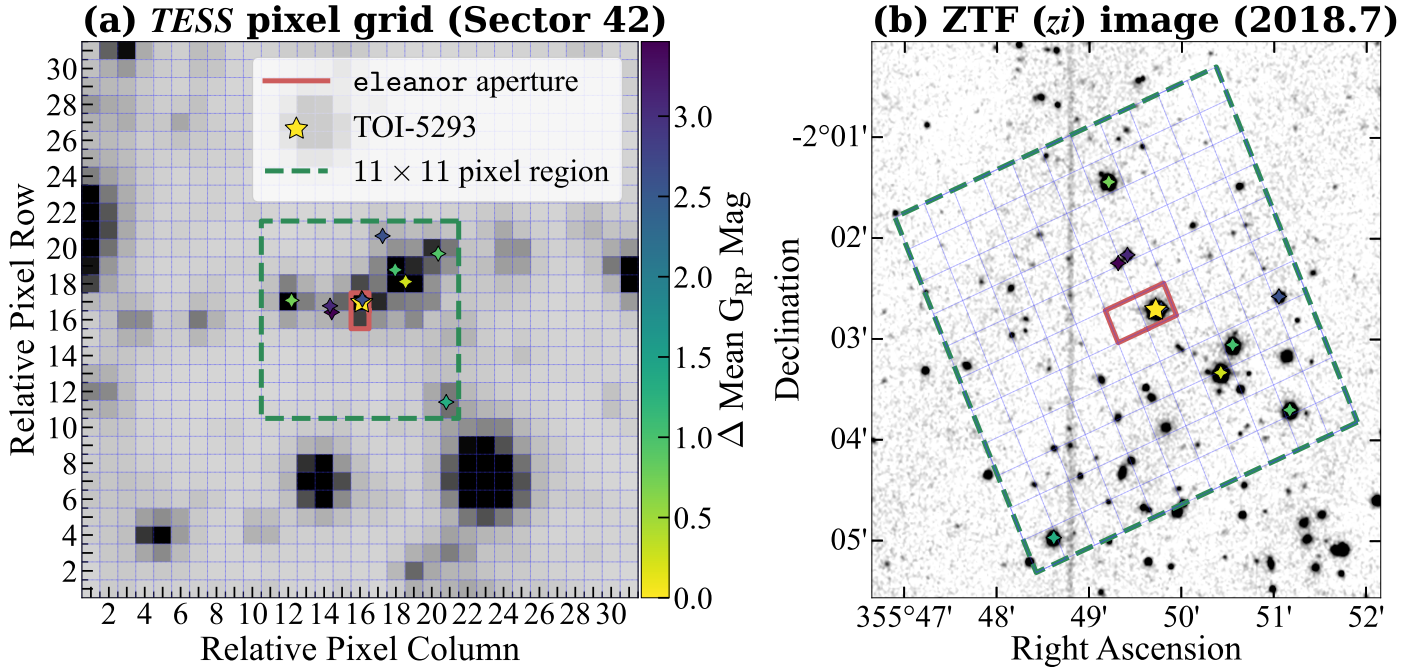 (a) TESS pixel grid (Sector 42)
eleanor aperture
TOI-5293
11 × 11 pixel region
30
28
26
24
22
20
18
16
14
12
10
8
6
4
2
Relative Pixel Row
2 4 6 8 10 12 14 16 18 20 22 24 26 28 30
Relative Pixel Column
3.0
2.5
2.0
1.5
1.0
0.5
0.0
Δ Mean G_RP Mag
(b) ZTF (zi) image (2018.7)
-2°01'
02'
03'
04'
05'
Declination
355°47' 48' 49' 50' 51' 52'
Right Ascension